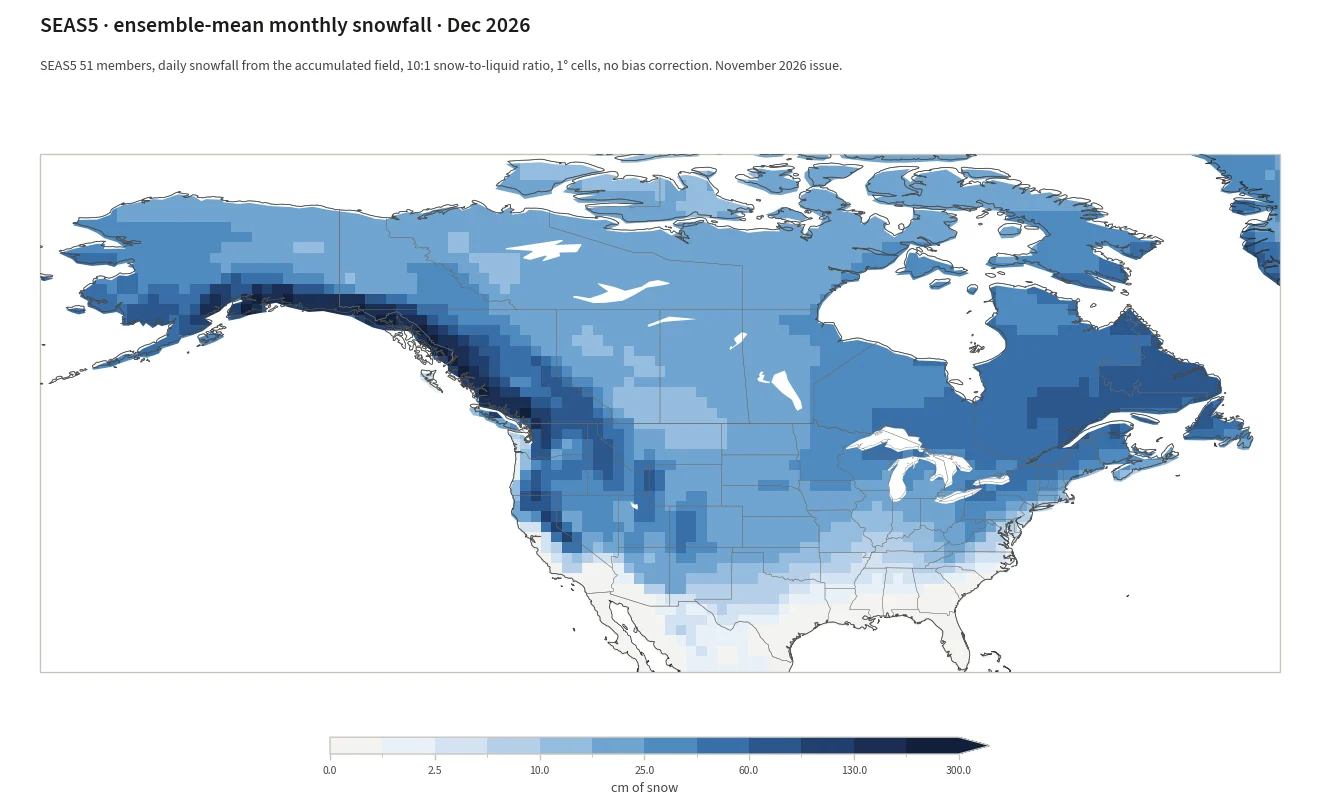 SEAS5 · ensemble-mean monthly snowfall · Dec 2026
SEAS5 51 members, daily snowfall from the accumulated field, 10:1 snow-to-liquid ratio, 1° cells, no bias correction. November 2026 issue.
0.0 2.5 10.0 25.0 60.0 130.0 300.0
cm of snow